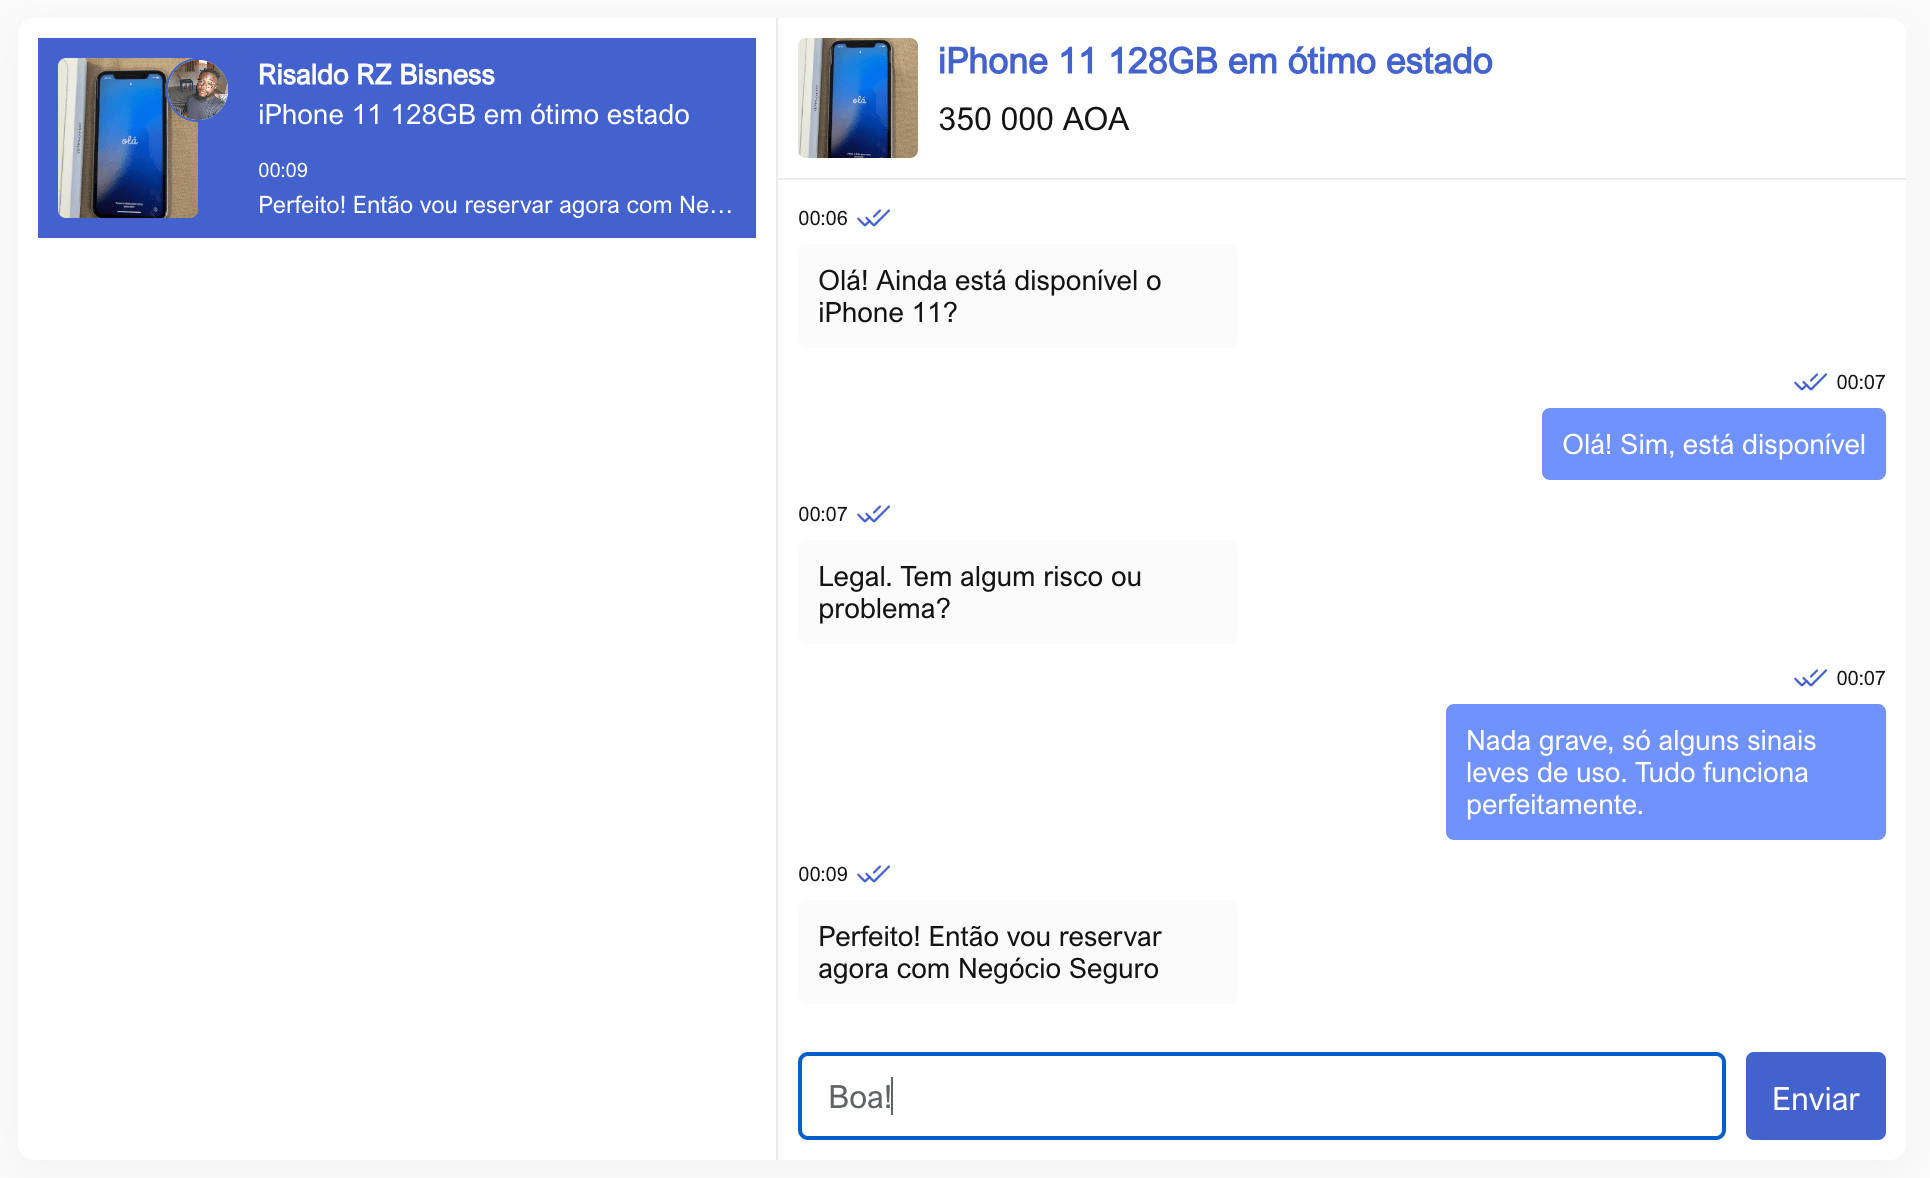 Risaldo RZ Bisness
iPhone 11 128GB em ótimo estado
00:09
Perfeito! Então vou reservar agora com Ne…
olá
iPhone 11 128GB em ótimo estado
350 000 AOA
olá
00:06
Olá! Ainda está disponível o
iPhone 11?
00:07
Olá! Sim, está disponível
00:07
Legal. Tem algum risco ou
problema?
00:07
Nada grave, só alguns sinais
leves de uso. Tudo funciona
perfeitamente.
00:09
Perfeito! Então vou reservar
agora com Negócio Seguro
Boa!
Enviar